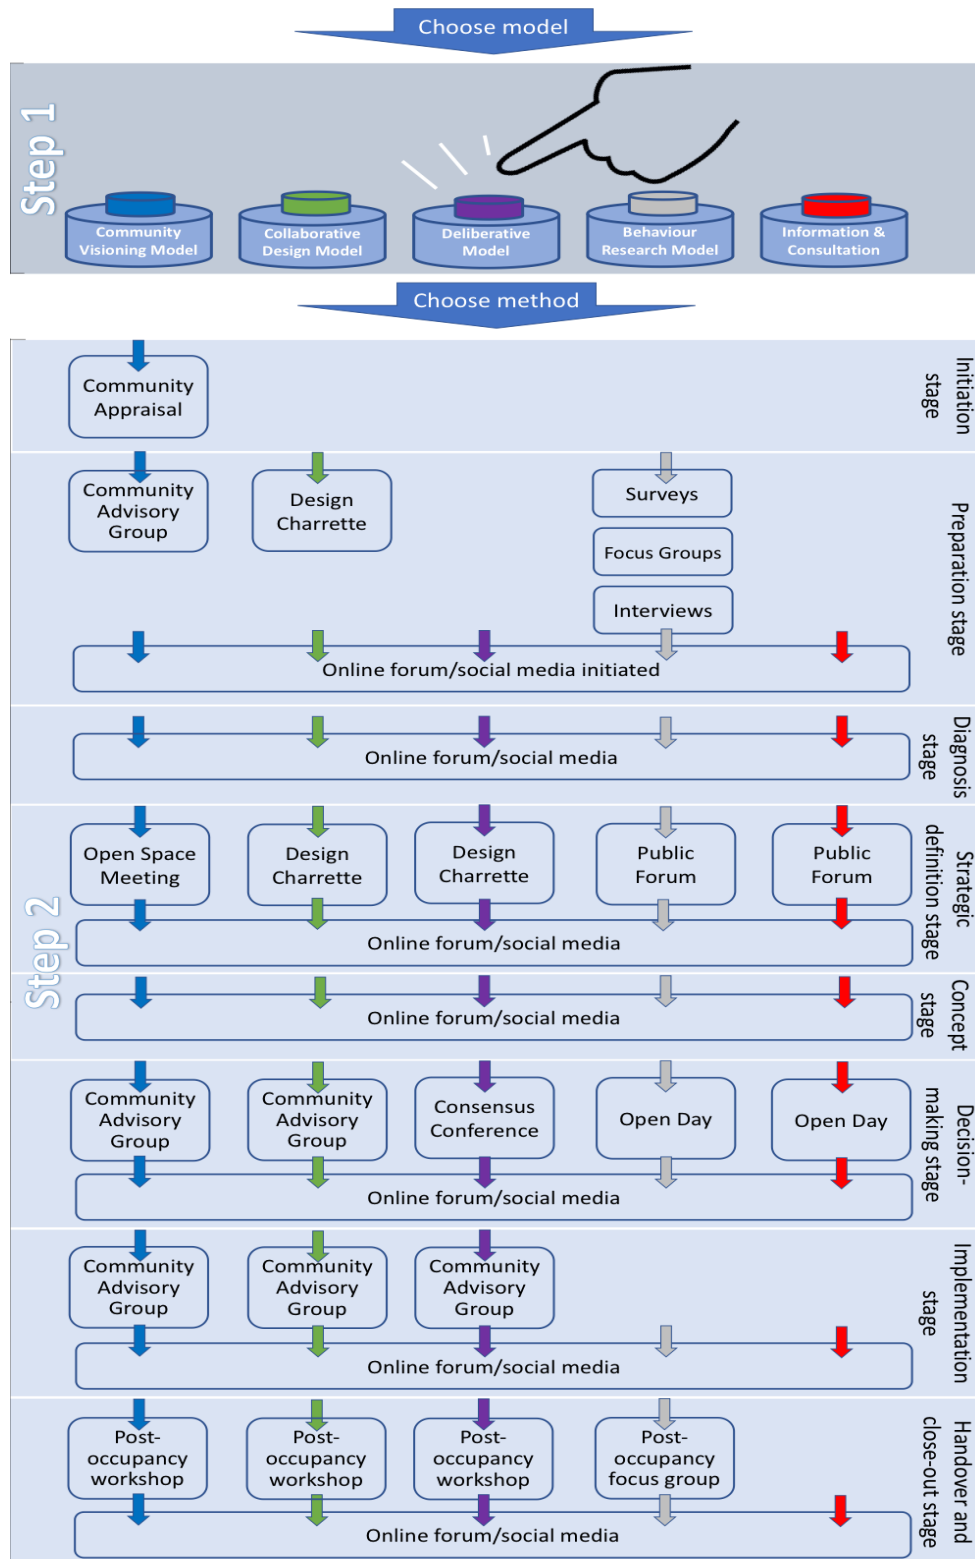 Choose model
Step 1
Community
Visioning Model
Collaborative
Design Model
Deliberative
Model
Behaviour
Research Model
Information &
Consultation
Choose method
Step 2
Initiation
stage
Community
Appraisal
Preparation stage
Community
Advisory
Group
Design
Charrette
Surveys
Focus Groups
Interviews
Online forum/social media initiated
Diagnosis
stage
Online forum/social media
Strategic
definition stage
Open Space
Meeting
Design
Charrette
Design
Charrette
Public
Forum
Public
Forum
Online forum/social media
Concept
stage
Online forum/social media
Decision-
making stage
Community
Advisory
Group
Community
Advisory
Group
Consensus
Conference
Open Day
Open Day
Online forum/social media
Implementation
stage
Community
Advisory
Group
Community
Advisory
Group
Community
Advisory
Group
Online forum/social media
Handover and
close-out stage
Post-
occupancy
workshop
Post-
occupancy
workshop
Post-
occupancy
workshop
Post-
occupancy
focus group
Online forum/social media